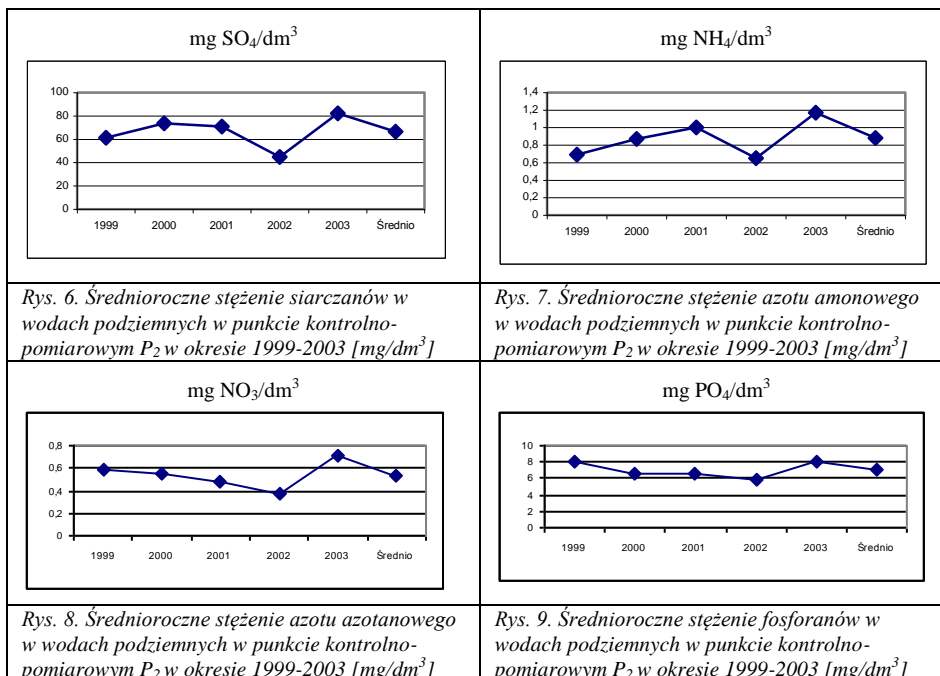 mg SO₄/dm³
100
80
60
40
20
0
1999 2000 2001 2002 2003 Średnio
Rys. 6. Średnioroczne stężenie siarczanów w
wodach podziemnych w punkcie kontrolno-
pomiarowym P₂ w okresie 1999-2003 [mg/dm³]
mg NH₄/dm³
1,4
1,2
1
0,8
0,6
0,4
0,2
0
1999 2000 2001 2002 2003 Średnio
Rys. 7. Średnioroczne stężenie azotu amonowego
w wodach podziemnych w punkcie kontrolno-
pomiarowym P₂ w okresie 1999-2003 [mg/dm³]
mg NO₃/dm³
0,8
0,6
0,4
0,2
0
1999 2000 2001 2002 2003 Średnio
Rys. 8. Średnioroczne stężenie azotu azotanowego
w wodach podziemnych w punkcie kontrolno-
pomiarowym P₂ w okresie 1999-2003 [mg/dm³]
mg PO₄/dm³
10
8
6
4
2
0
1999 2000 2001 2002 2003 Średnio
Rys. 9. Średnioroczne stężenie fosforanów w
wodach podziemnych w punkcie kontrolno-
pomiarowym P₂ w okresie 1999-2003 [mg/dm³]